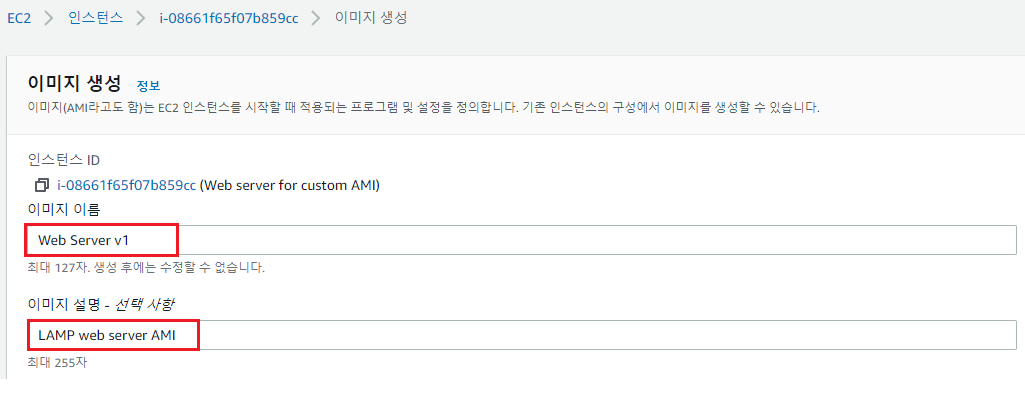 EC2 > 인스턴스 > i-08661f65f07b859cc > 이미지 생성
이미지 생성 정보
이미지(AMI라고도 함)는 EC2 인스턴스를 시작할 때 적용되는 프로그램 및 설정을 정의합니다. 기존 인스턴스의 구성에서 이미지를 생성할 수 있습니다.
인스턴스 ID
i-08661f65f07b859cc (Web server for custom AMI)
이미지 이름
Web Server v1
최대 127자. 생성 후에는 수정할 수 없습니다.
이미지 설명 - 선택 사항
LAMP web server AMI
최대 255자